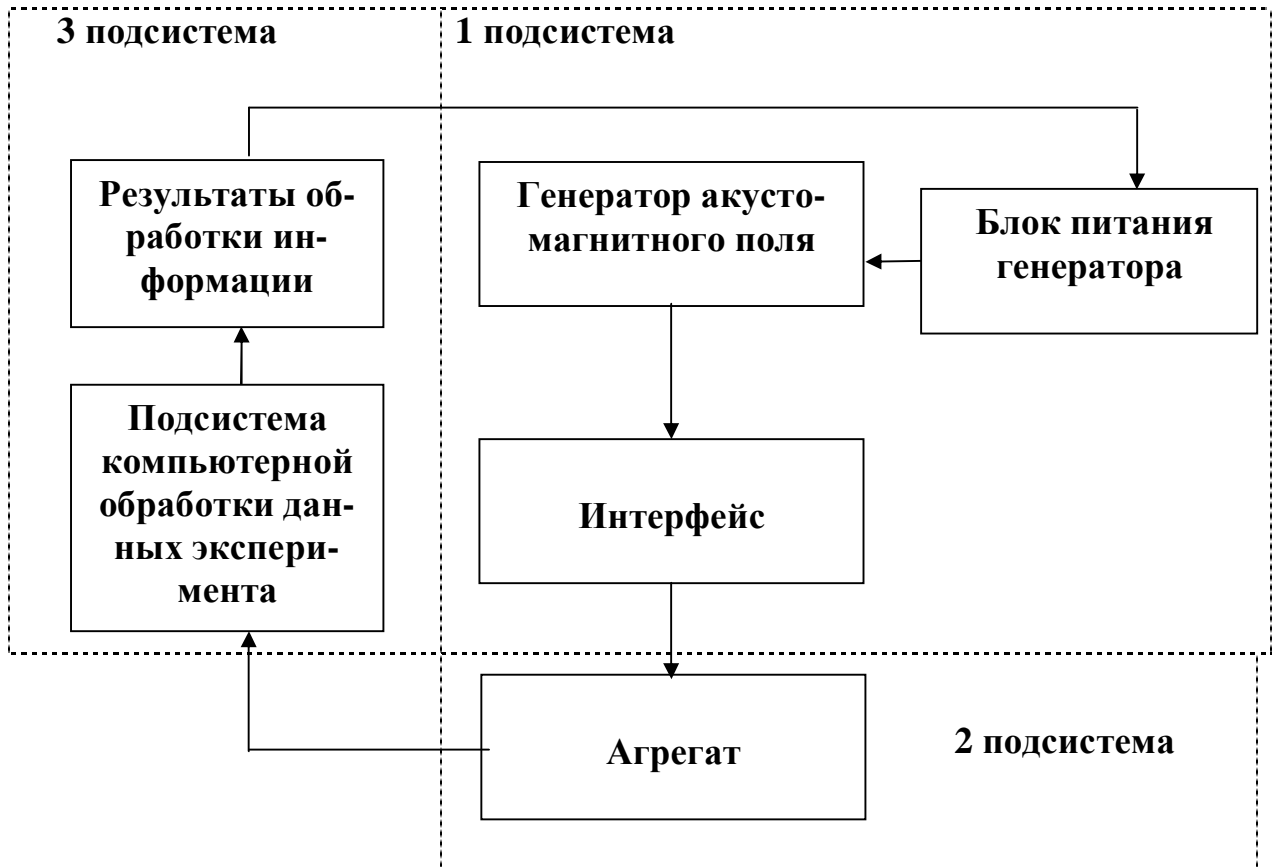 3 подсистема
1 подсистема
Результаты об-
работки ин-
формации
Генератор акусто-
магнитного поля
Блок питания
генератора
Подсистема
компьютерной
обработки дан-
ных экспери-
мента
Интерфейс
Агрегат
2 подсистема